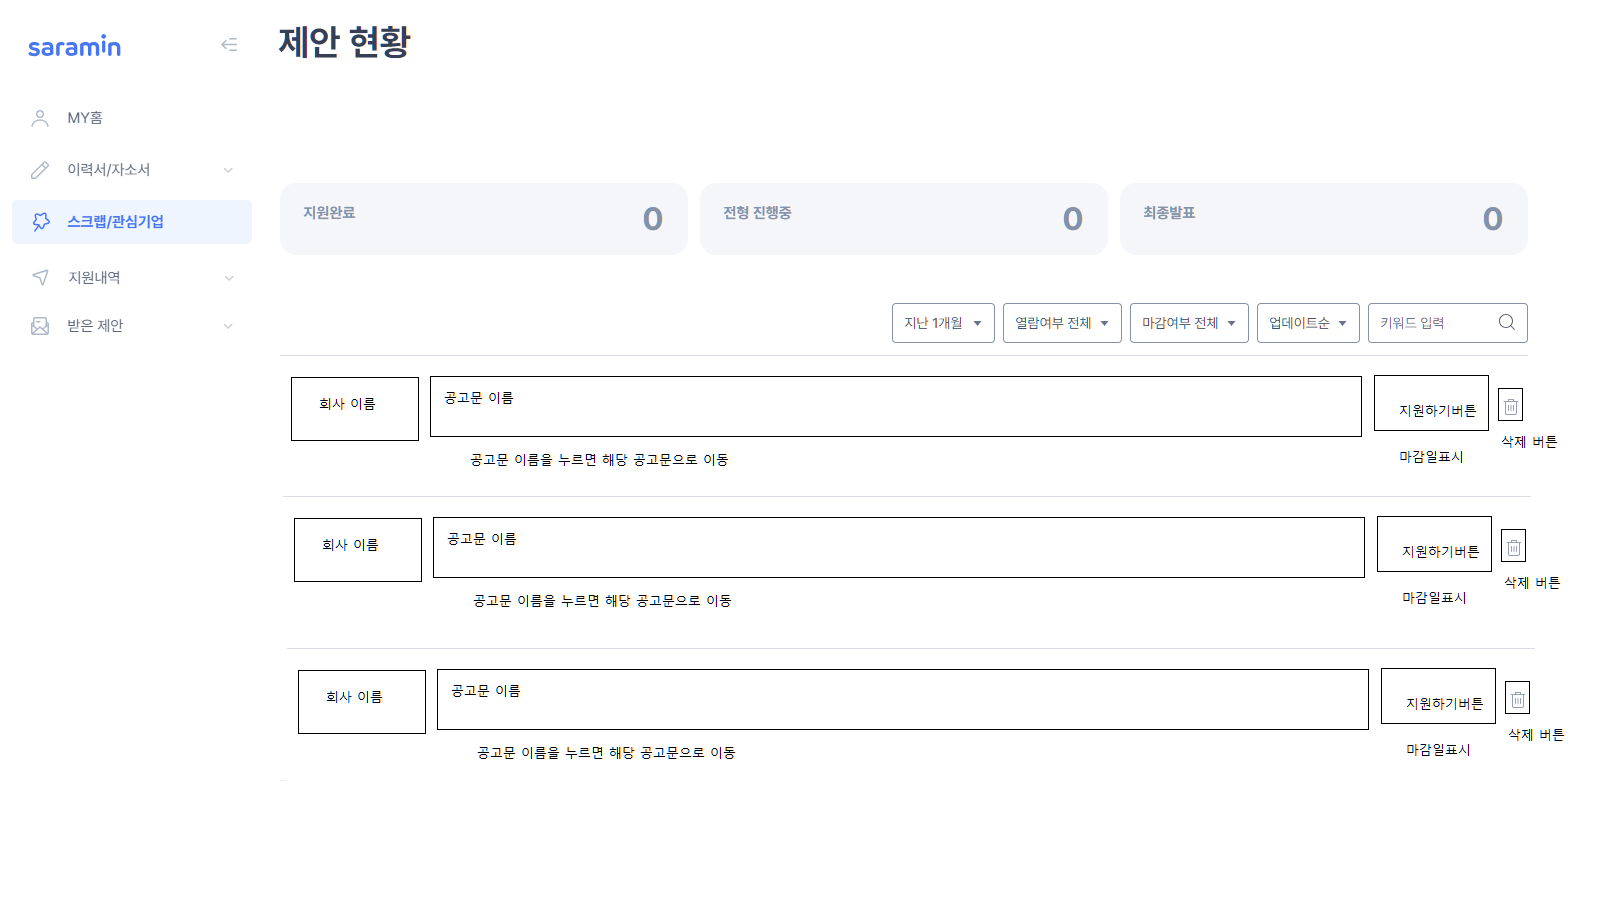 saramin
제안 현황
MY홈
이력서/자소서
스크랩/관심기업
지원내역
받은 제안
지원완료 0
전형 진행중 0
최종발표 0
지난 1개월
열람여부 전체
마감여부 전체
업데이트순
키워드 입력
회사 이름
공고문 이름
지원하기버튼
삭제 버튼
공고문 이름을 누르면 해당 공고문으로 이동
마감일표시
회사 이름
공고문 이름
지원하기버튼
삭제 버튼
공고문 이름을 누르면 해당 공고문으로 이동
마감일표시
회사 이름
공고문 이름
지원하기버튼
삭제 버튼
공고문 이름을 누르면 해당 공고문으로 이동
마감일표시